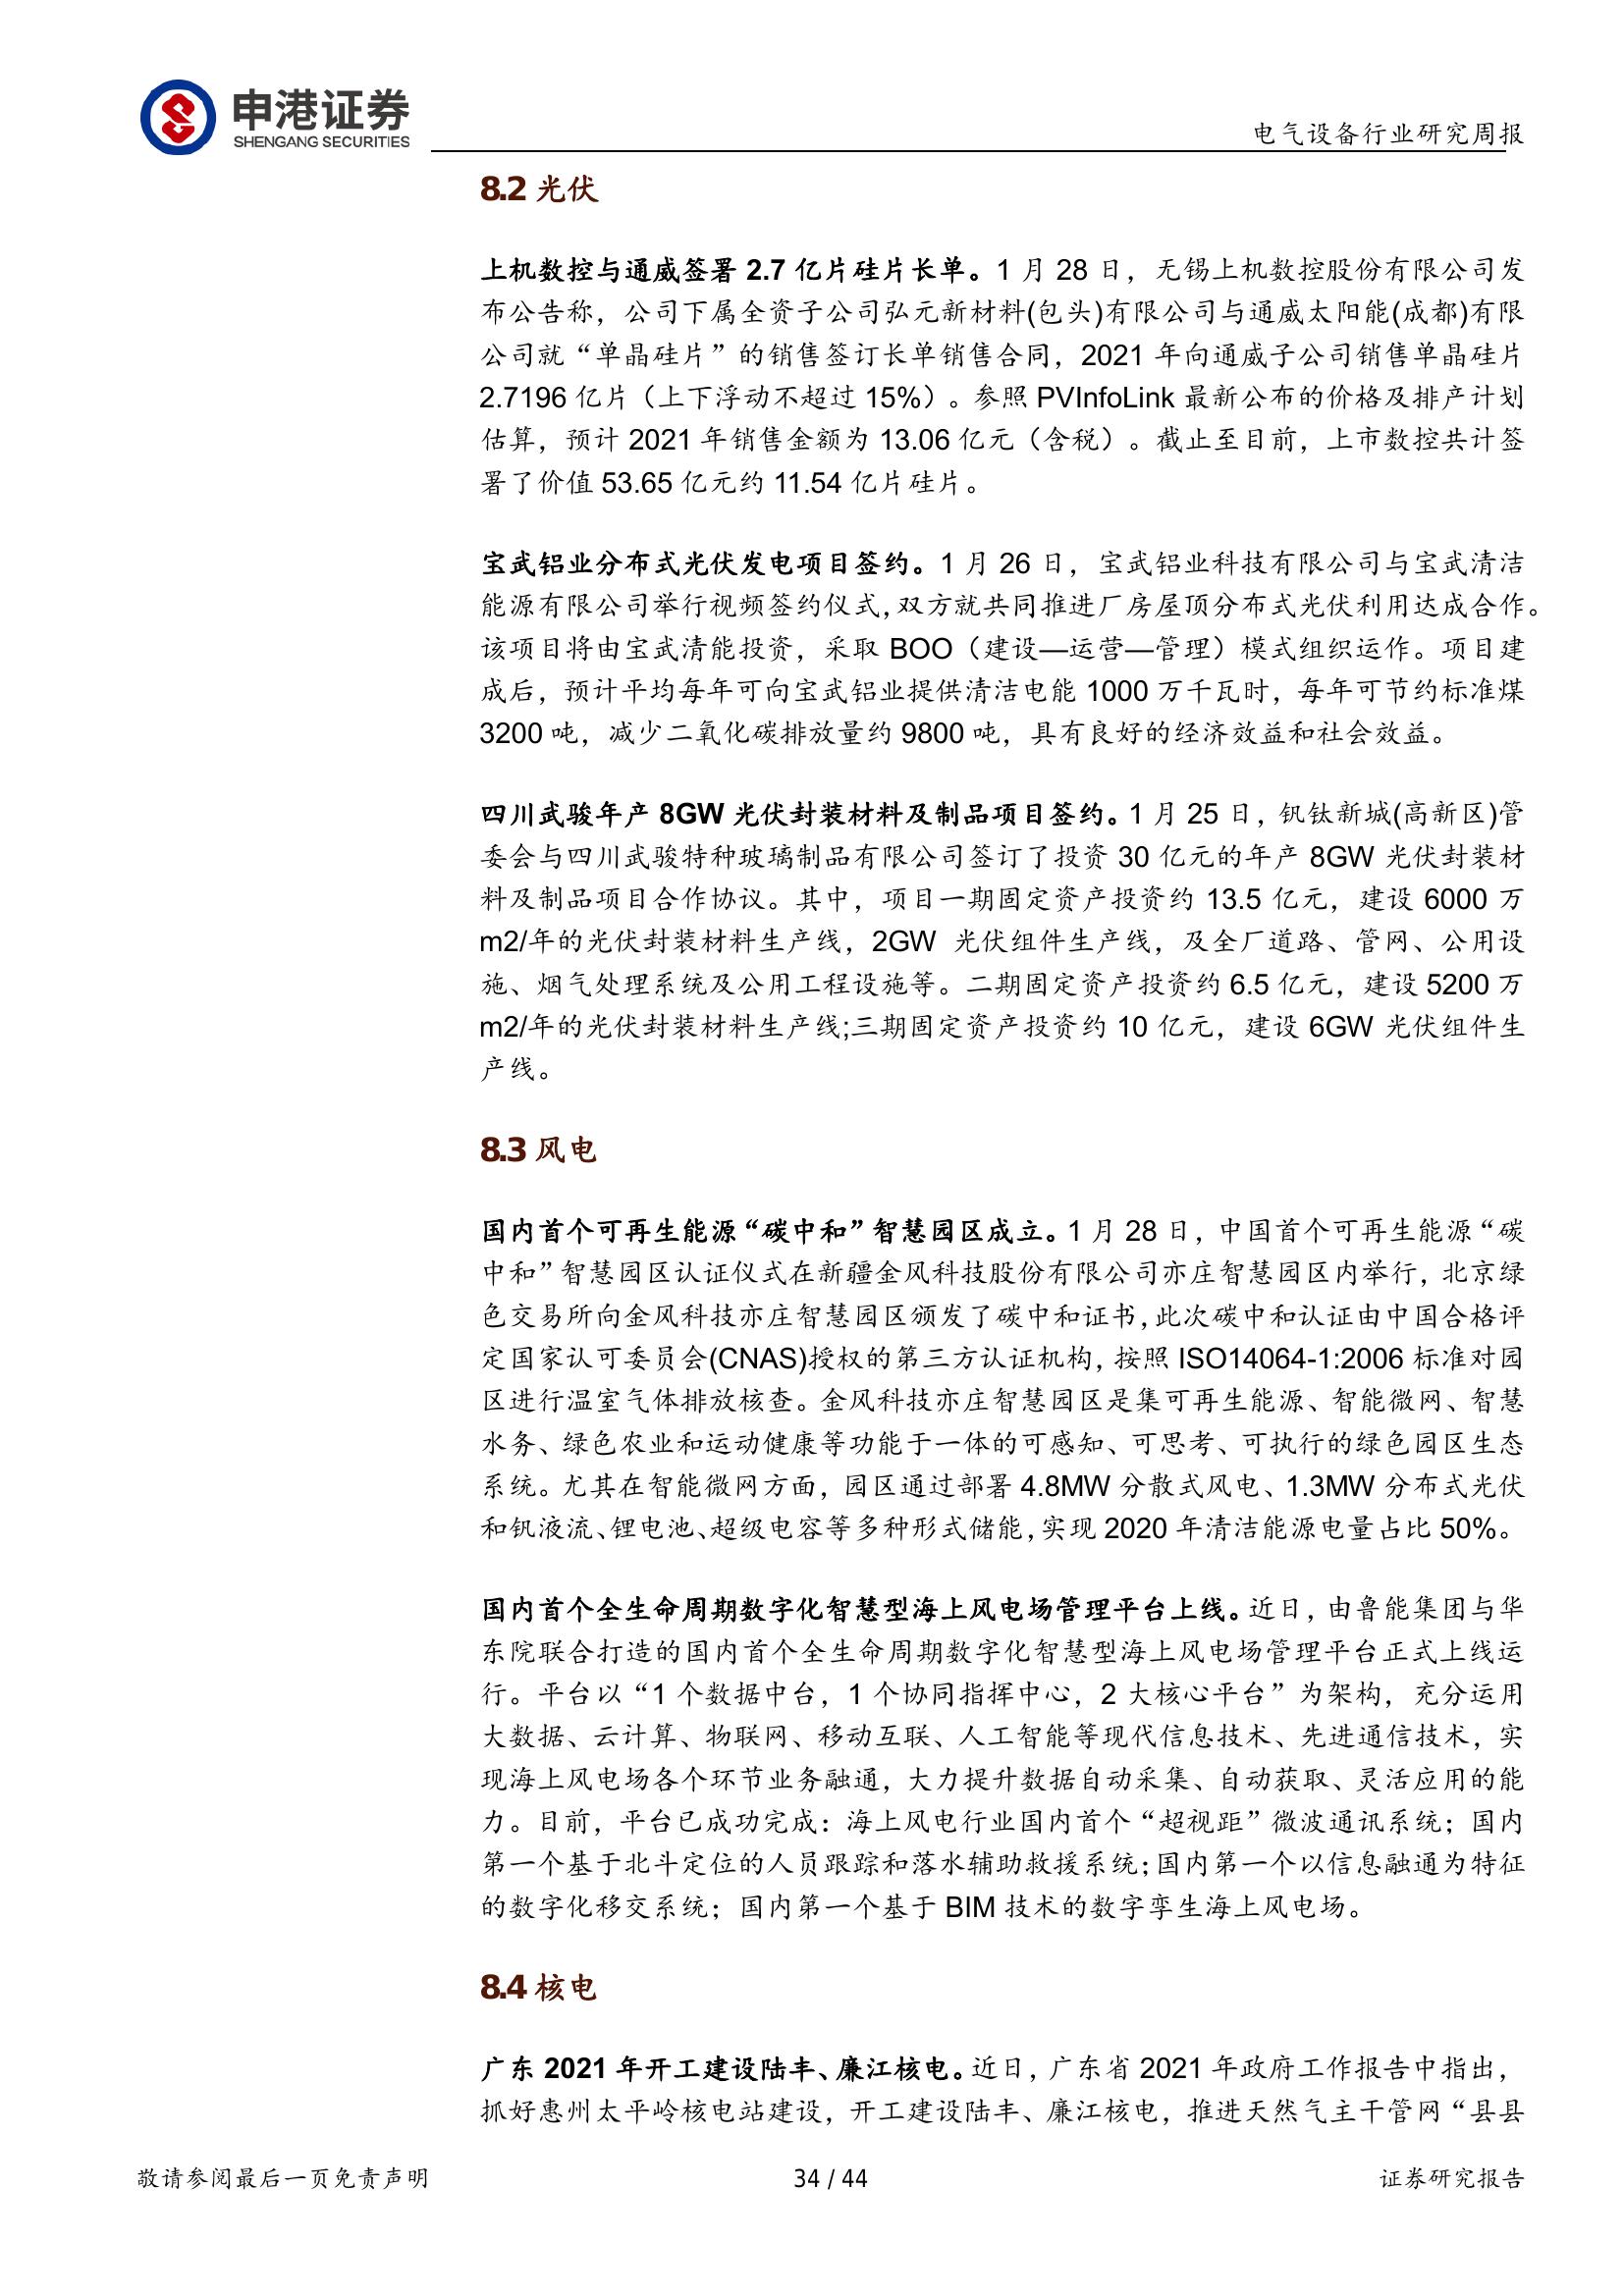 申港证券
SHENGANG SECURITIES
电气设备行业研究周报
8.2 光伏
上机数控与通威签署 2.7 亿片硅片长单。1 月 28 日，无锡上机数控股份有限公司发
布公告称，公司下属全资子公司弘元新材料(包头)有限公司与通威太阳能(成都)有限
公司就“单晶硅片”的销售签订长单销售合同，2021 年向通威子公司销售单晶硅片
2.7196 亿片（上下浮动不超过 15%）。参照 PVInfoLink 最新公布的价格及排产计划
估算，预计 2021 年销售金额为 13.06 亿元（含税）。截止至目前，上市数控共计签
署了价值 53.65 亿元约 11.54 亿片硅片。
宝武铝业分布式光伏发电项目签约。1 月 26 日，宝武铝业科技有限公司与宝武清洁
能源有限公司举行视频签约仪式，双方就共同推进厂房屋顶分布式光伏利用达成合作。
该项目将由宝武清能投资，采取 BOO（建设—运营—管理）模式组织运作。项目建
成后，预计平均每年可向宝武铝业提供清洁电能 1000 万千瓦时，每年可节约标准煤
3200 吨，减少二氧化碳排放量约 9800 吨，具有良好的经济效益和社会效益。
四川武骏年产 8GW 光伏封装材料及制品项目签约。1 月 25 日，钒钛新城(高新区)管
委会与四川武骏特种玻璃制品有限公司签订了投资 30 亿元的年产 8GW 光伏封装材
料及制品项目合作协议。其中，项目一期固定资产投资约 13.5 亿元，建设 6000 万
m2/年的光伏封装材料生产线，2GW 光伏组件生产线，及全厂道路、管网、公用设
施、烟气处理系统及公用工程设施等。二期固定资产投资约 6.5 亿元，建设 5200 万
m2/年的光伏封装材料生产线;三期固定资产投资约 10 亿元，建设 6GW 光伏组件生
产线。
8.3 风电
国内首个可再生能源“碳中和”智慧园区成立。1 月 28 日，中国首个可再生能源“碳
中和”智慧园区认证仪式在新疆金风科技股份有限公司亦庄智慧园区内举行，北京绿
色交易所向金风科技亦庄智慧园区颁发了碳中和证书，此次碳中和认证由中国合格评
定国家认可委员会(CNAS)授权的第三方认证机构，按照 ISO14064-1:2006 标准对园
区进行温室气体排放核查。金风科技亦庄智慧园区是集可再生能源、智能微网、智慧
水务、绿色农业和运动健康等功能于一体的可感知、可思考、可执行的绿色园区生态
系统。尤其在智能微网方面，园区通过部署 4.8MW 分散式风电、1.3MW 分布式光伏
和钒液流、锂电池、超级电容等多种形式储能，实现 2020 年清洁能源电量占比 50%。
国内首个全生命周期数字化智慧型海上风电场管理平台上线。近日，由鲁能集团与华
东院联合打造的国内首个全生命周期数字化智慧型海上风电场管理平台正式上线运
行。平台以“1 个数据中台，1 个协同指挥中心，2 大核心平台”为架构，充分运用
大数据、云计算、物联网、移动互联、人工智能等现代信息技术、先进通信技术，实
现海上风电场各个环节业务融通，大力提升数据自动采集、自动获取、灵活应用的能
力。目前，平台已成功完成：海上风电行业国内首个“超视距”微波通讯系统；国内
第一个基于北斗定位的人员跟踪和落水辅助救援系统；国内第一个以信息融通为特征
的数字化移交系统；国内第一个基于 BIM 技术的数字孪生海上风电场。
8.4 核电
广东 2021 年开工建设陆丰、廉江核电。近日，广东省 2021 年政府工作报告中指出，
抓好惠州太平岭核电站建设，开工建设陆丰、廉江核电，推进天然气主干管网“县县
敬请参阅最后一页免责声明
34 / 44
证券研究报告